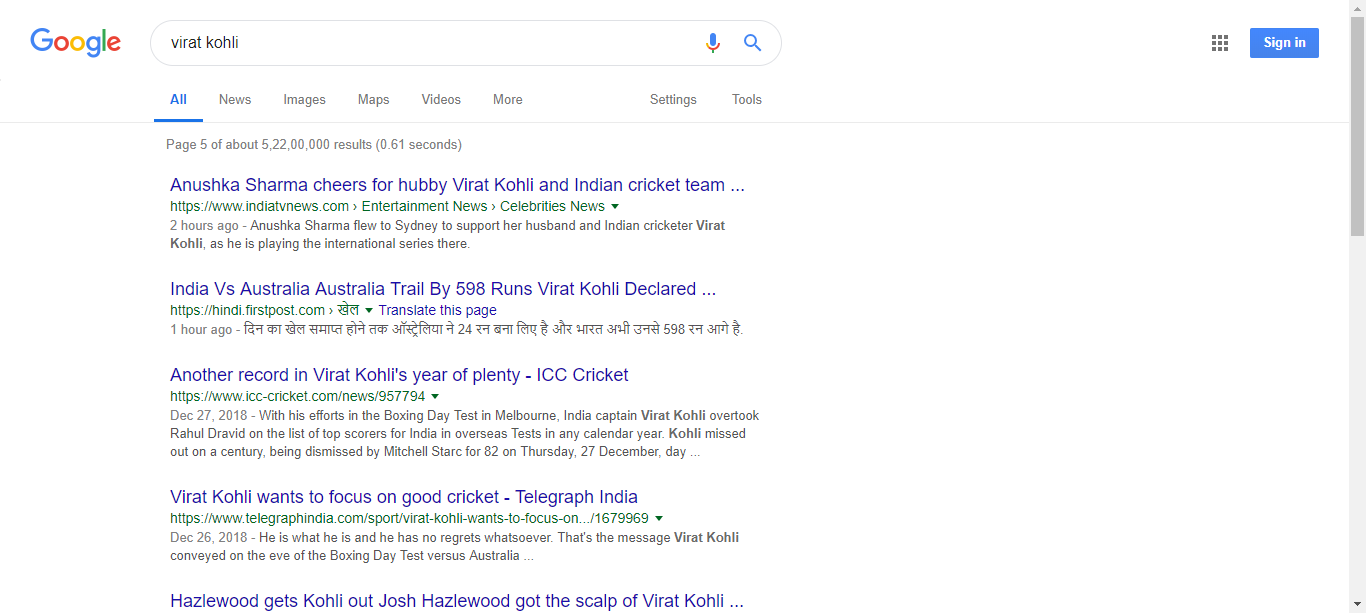 Google
virat kohli
Sign in
All News Images Maps Videos More Settings Tools
Page 5 of about 5,22,00,000 results (0.61 seconds)
Anushka Sharma cheers for hubby Virat Kohli and Indian cricket team ...
https://www.indiatvnews.com › Entertainment News › Celebrities News
2 hours ago - Anushka Sharma flew to Sydney to support her husband and Indian cricketer Virat
Kohli, as he is playing the international series there.
India Vs Australia Australia Trail By 598 Runs Virat Kohli Declared ...
https://hindi.firstpost.com › खेल Translate this page
1 hour ago - दिन का खेल समाप्त होने तक ऑस्ट्रेलिया ने 24 रन बना लिए है और भारत अभी उनसे 598 रन आगे है.
Another record in Virat Kohli's year of plenty - ICC Cricket
https://www.icc-cricket.com/news/957794
Dec 27, 2018 - With his efforts in the Boxing Day Test in Melbourne, India captain Virat Kohli overtook
Rahul Dravid on the list of top scorers for India in overseas Tests in any calendar year. Kohli missed
out on a century, being dismissed by Mitchell Starc for 82 on Thursday, 27 December, day ...
Virat Kohli wants to focus on good cricket - Telegraph India
https://www.telegraphindia.com/sport/virat-kohli-wants-to-focus-on.../1679969
Dec 26, 2018 - He is what he is and he has no regrets whatsoever. That's the message Virat Kohli
conveyed on the eve of the Boxing Day Test versus Australia ...
Hazlewood gets Kohli out Josh Hazlewood got the scalp of Virat Kohli ...